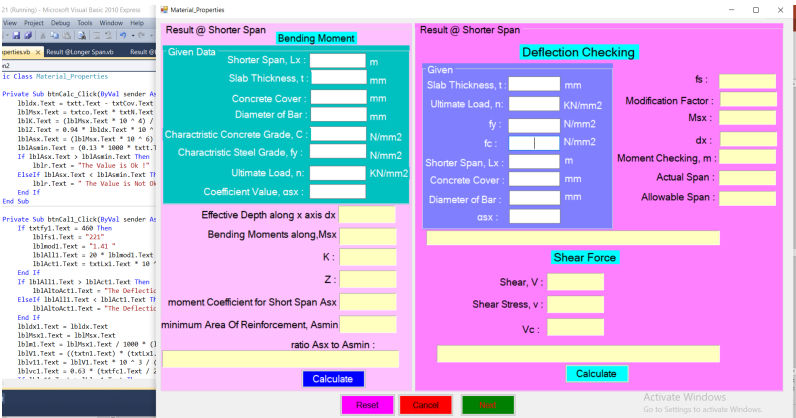 21 (Running) - Microsoft Visual Basic 2010 Express
View Project Debug Tools Window Help
operties.vb Result @Longer Span.vb Result @
ic Class Material_Properties
Private Sub btnCalc_Click(ByVal sender As
lbldx.Text = txtt.Text - txtCov.Text
lblMsx.Text = txtco.Text * txtN.Text
lblK.Text = (lblMsx.Text * 10 ^ 4) /
lblZ.Text = 0.94 * lbldx.Text * 10 ^
lblAsx.Text = (lblMsx.Text * 10 ^ 6)
lblAsmin.Text = (0.13 * 1000 * txtt.T
If lblAsx.Text > lblAsmin.Text Then
lblr.Text = "The Value is Ok !"
ElseIf lblAsx.Text < lblAsmin.Text Th
lblr.Text = " The Value is Not Ok
End If
End Sub
Private Sub btnCal1_Click(ByVal sender As
If txtfy1.Text = 460 Then
lblfs1.Text = "221"
lblmod1.Text = "1.41 "
lblAll1.Text = 20 * lblmod1.Text
lblAct1.Text = txtLx1.Text * 10 ^
End If
If lblAll1.Text > lblAct1.Text Then
lblAltoAct1.Text = "The Deflectic
ElseIf lblAll1.Text < lblAct1.Text Th
lblAltoAct1.Text = "The Deflectic
End If
lbldx1.Text = lbldx.Text
lblMsx1.Text = lblMsx.Text
lblm1.Text = lblMsx1.Text / 1000 * (l
lblV1.Text = ((txtn1.Text) * (txtlx1.
lblv11.Text = lblV1.Text * 10 ^ 3 / (
lblvc1.Text = 0.63 * (txtfc1.Text / 2
Material_Properties
Result @ Shorter Span
Bending Moment
Given Data
Shorter Span, Lx : m
Slab Thickness, t : mm
Concrete Cover : mm
Diameter of Bar : mm
Charactristic Concrete Grade, C : N/mm2
Charactristic Steel Grade, fy : N/mm2
Ultimate Load, n: KN/mm2
Coefficient Value, αsx :
Effective Depth along x axis dx
Bending Moments along,Msx
K :
Z :
moment Coefficient for Short Span Asx
minimum Area Of Reinforcement, Asmin
ratio Asx to Asmin :
Calculate
Result @ Shorter Span
Deflection Checking
Given
Slab Thickness, t : mm
Ultimate Load, n: KN/mm2
fy : N/mm2
fc : N/mm2
Shorter Span, Lx : m
Concrete Cover : mm
Diameter of Bar : mm
αsx :
fs :
Modification Factor :
Msx :
dx :
Moment Checking, m :
Actual Span :
Allowable Span :
Shear Force
Shear, V :
Shear Stress, v :
Vc :
Calculate
Reset Cancel Next
Activate Windows
Go to Settings to activate Windows.